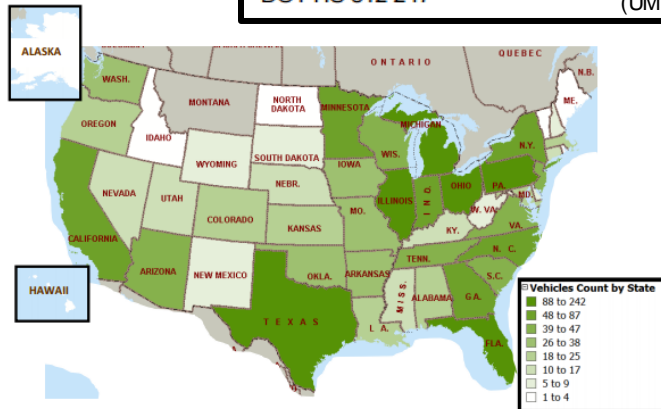 (UM
ALASKA
ONTARIO
QUEBEC
N.B.
WASH.
MONTANA
NORTH
DAKOTA
MINNESOTA
ME.
OREGON
IDAHO
MICHIGAN
WYOMING
SOUTH DAKOTA
WIS.
N.Y.
NEVADA
UTAH
NEBR.
IOWA
ILLINOIS
IND.
OHIO
PA.
MD.
COLORADO
KANSAS
MO.
W. VA.
KY.
VA.
CALIFORNIA
ARIZONA
NEW MEXICO
OKLA.
ARKANSAS
TENN.
N. C.
S.C.
HAWAII
TEXAS
LA.
MISS.
ALABAMA
GA.
FLA.
Vehicles Count by State
88 to 242
48 to 87
39 to 47
26 to 38
18 to 25
10 to 17
5 to 9
1 to 4